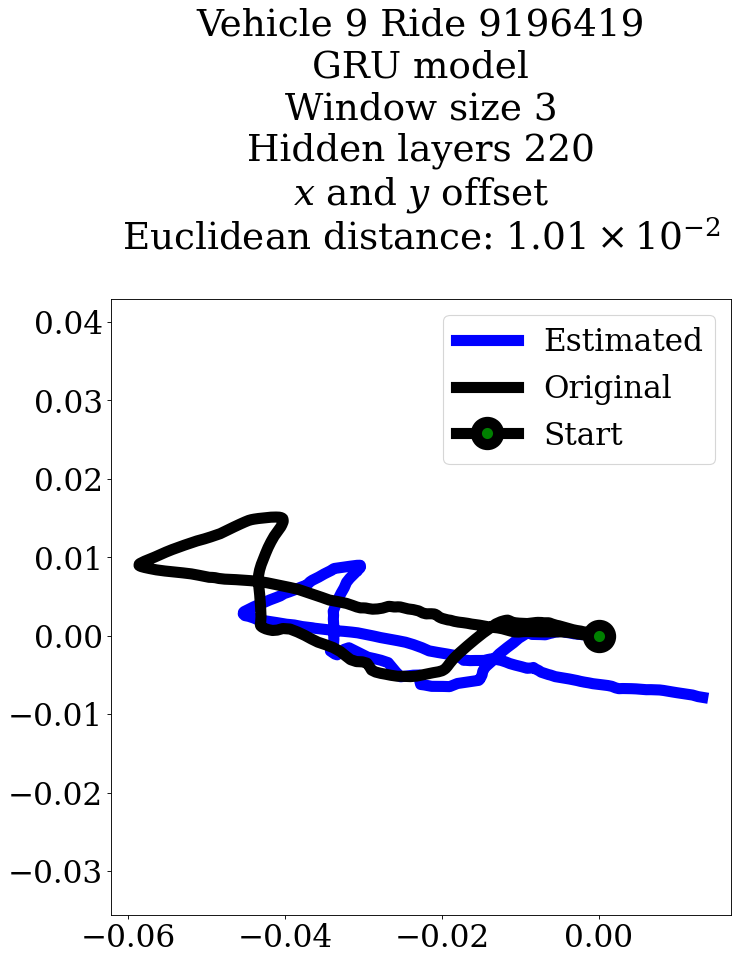 Vehicle 9 Ride 9196419
GRU model
Window size 3
Hidden layers 220
x and y offset
Euclidean distance: 1.01 × 10⁻²
Estimated
Original
Start
0.04
0.03
0.02
0.01
0.00
−0.01
−0.02
−0.03
−0.06
−0.04
−0.02
0.00